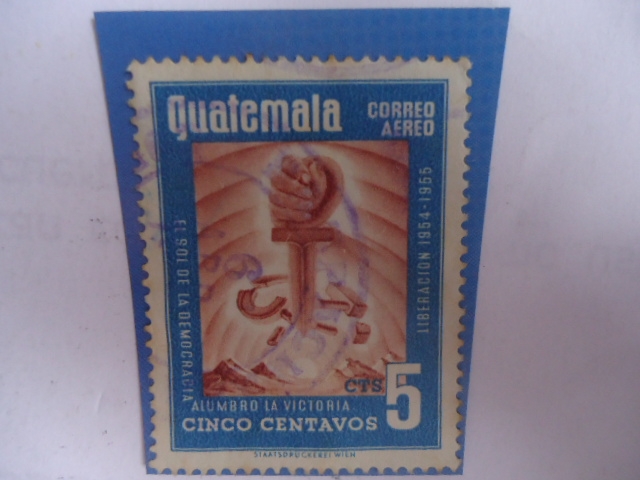 Guatemala
CORREO
AEREO
EL SOL DE LA DEMOCRACIA
ALUMBRO LA VICTORIA
LIBERACION 1954-1955
CTS 5
CINCO CENTAVOS
STAATSDRUCKEREI WIEN